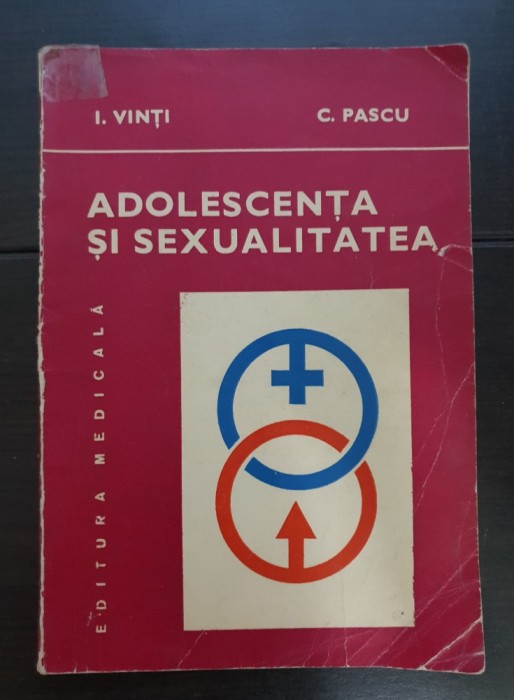 I. VINȚI C. PASCU
ADOLESCENȚA
ȘI SEXUALITATEA
EDITURA MEDICALĂ